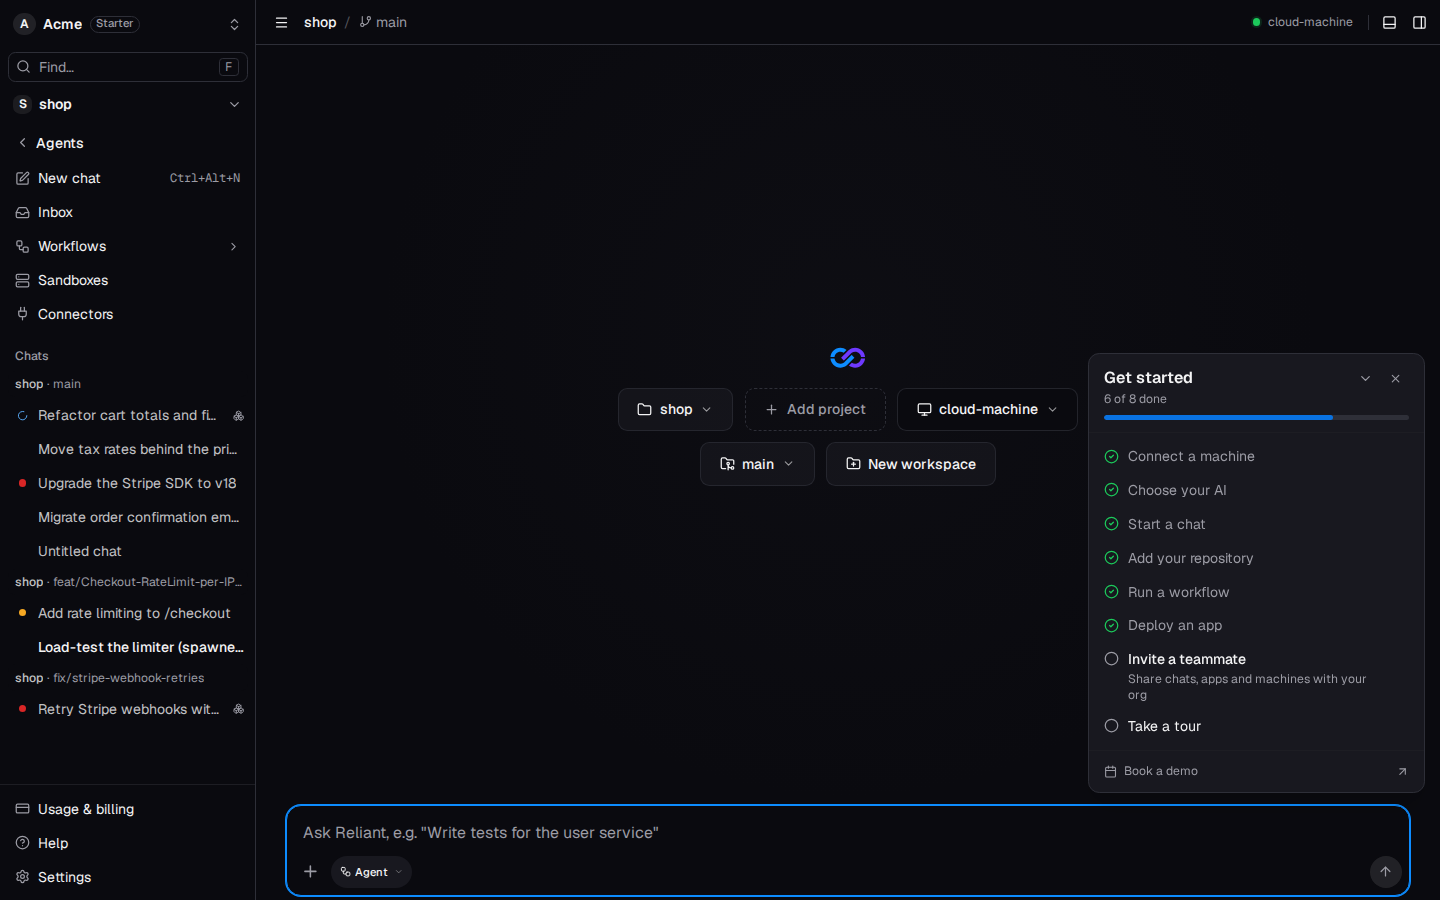 A Acme Starter
Find... F
S shop
Agents
New chat Ctrl+Alt+N
Inbox
Workflows
Sandboxes
Connectors
Chats
shop · main
Refactor cart totals and fi...
Move tax rates behind the pri...
Upgrade the Stripe SDK to v18
Migrate order confirmation em...
Untitled chat
shop · feat/Checkout-RateLimit-per-IP...
Add rate limiting to /checkout
Load-test the limiter (spawne...
shop · fix/stripe-webhook-retries
Retry Stripe webhooks wit...
Usage & billing
Help
Settings
shop / main
cloud-machine
shop
Add project
cloud-machine
main
New workspace
Get started
6 of 8 done
Connect a machine
Choose your AI
Start a chat
Add your repository
Run a workflow
Deploy an app
Invite a teammate
Share chats, apps and machines with your
org
Take a tour
Book a demo
Ask Reliant, e.g. "Write tests for the user service"
Agent